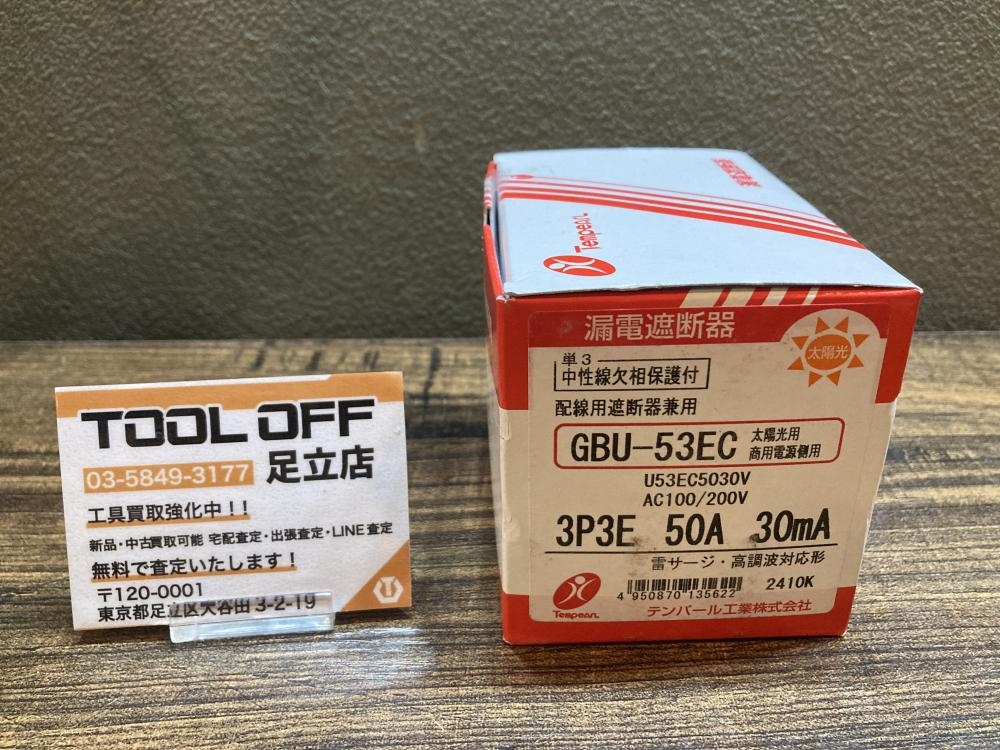 TOOL OFF
03-5849-3177 足立店
工具買取強化中!!
新品・中古買取可能 宅配査定・出張査定・LINE査定
無料で査定いたします!
〒120-0001
東京都足立区大谷田3-2-19
Tempearl
漏電遮断器
太陽光
単3
中性線欠相保護付
配線用遮断器兼用
GBU-53EC 太陽光用
商用電源側用
U53EC5030V
AC100/200V
3P3E 50A 30mA
雷サージ・高調波対応形
4 950870 135622
2410K
Tempearl
テンパール工業株式会社